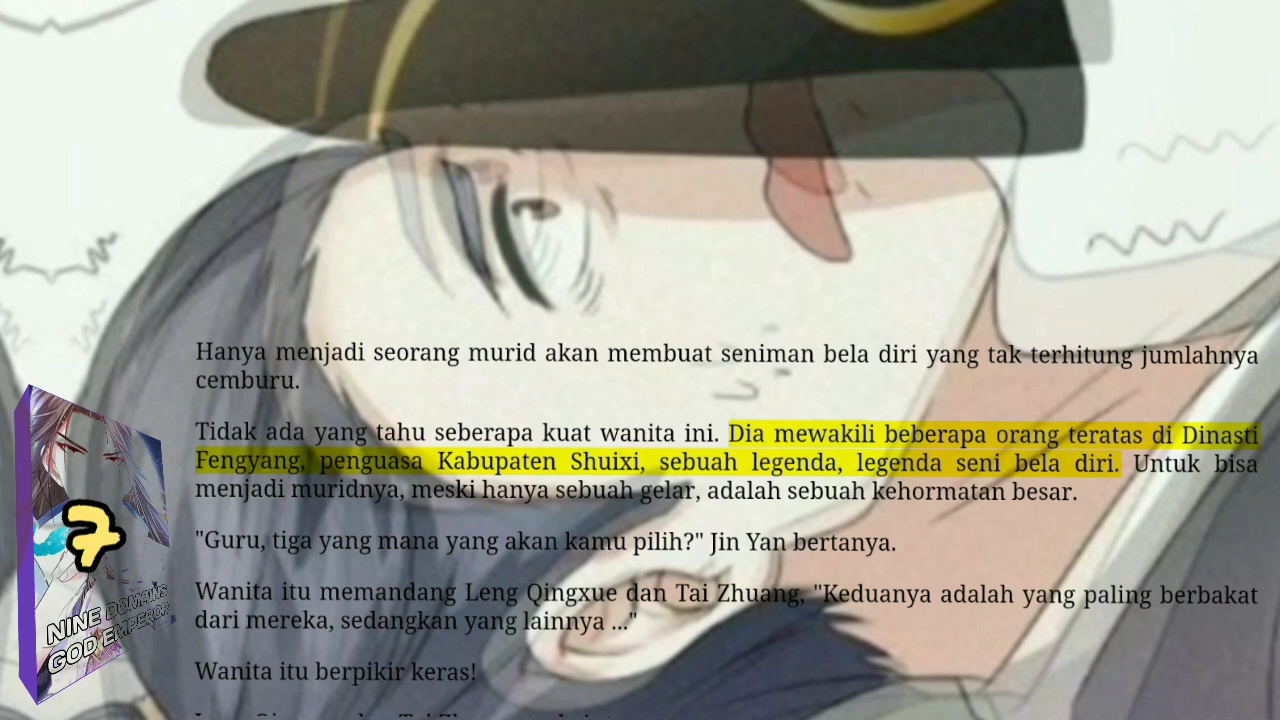 Hanya menjadi seorang murid akan membuat seniman bela diri yang tak terhitung jumlahnya
cemburu.
Tidak ada yang tahu seberapa kuat wanita ini. Dia mewakili beberapa orang teratas di Dinasti
Fengyang, penguasa Kabupaten Shuixi, sebuah legenda, legenda seni bela diri. Untuk bisa
menjadi muridnya, meski hanya sebuah gelar, adalah sebuah kehormatan besar.
"Guru, tiga yang mana yang akan kamu pilih?" Jin Yan bertanya.
Wanita itu memandang Leng Qingxue dan Tai Zhuang, "Keduanya adalah yang paling berbakat
dari mereka, sedangkan yang lainnya ..."
Wanita itu berpikir keras!
7
NINE DOMAINS
GOD EMPEROR